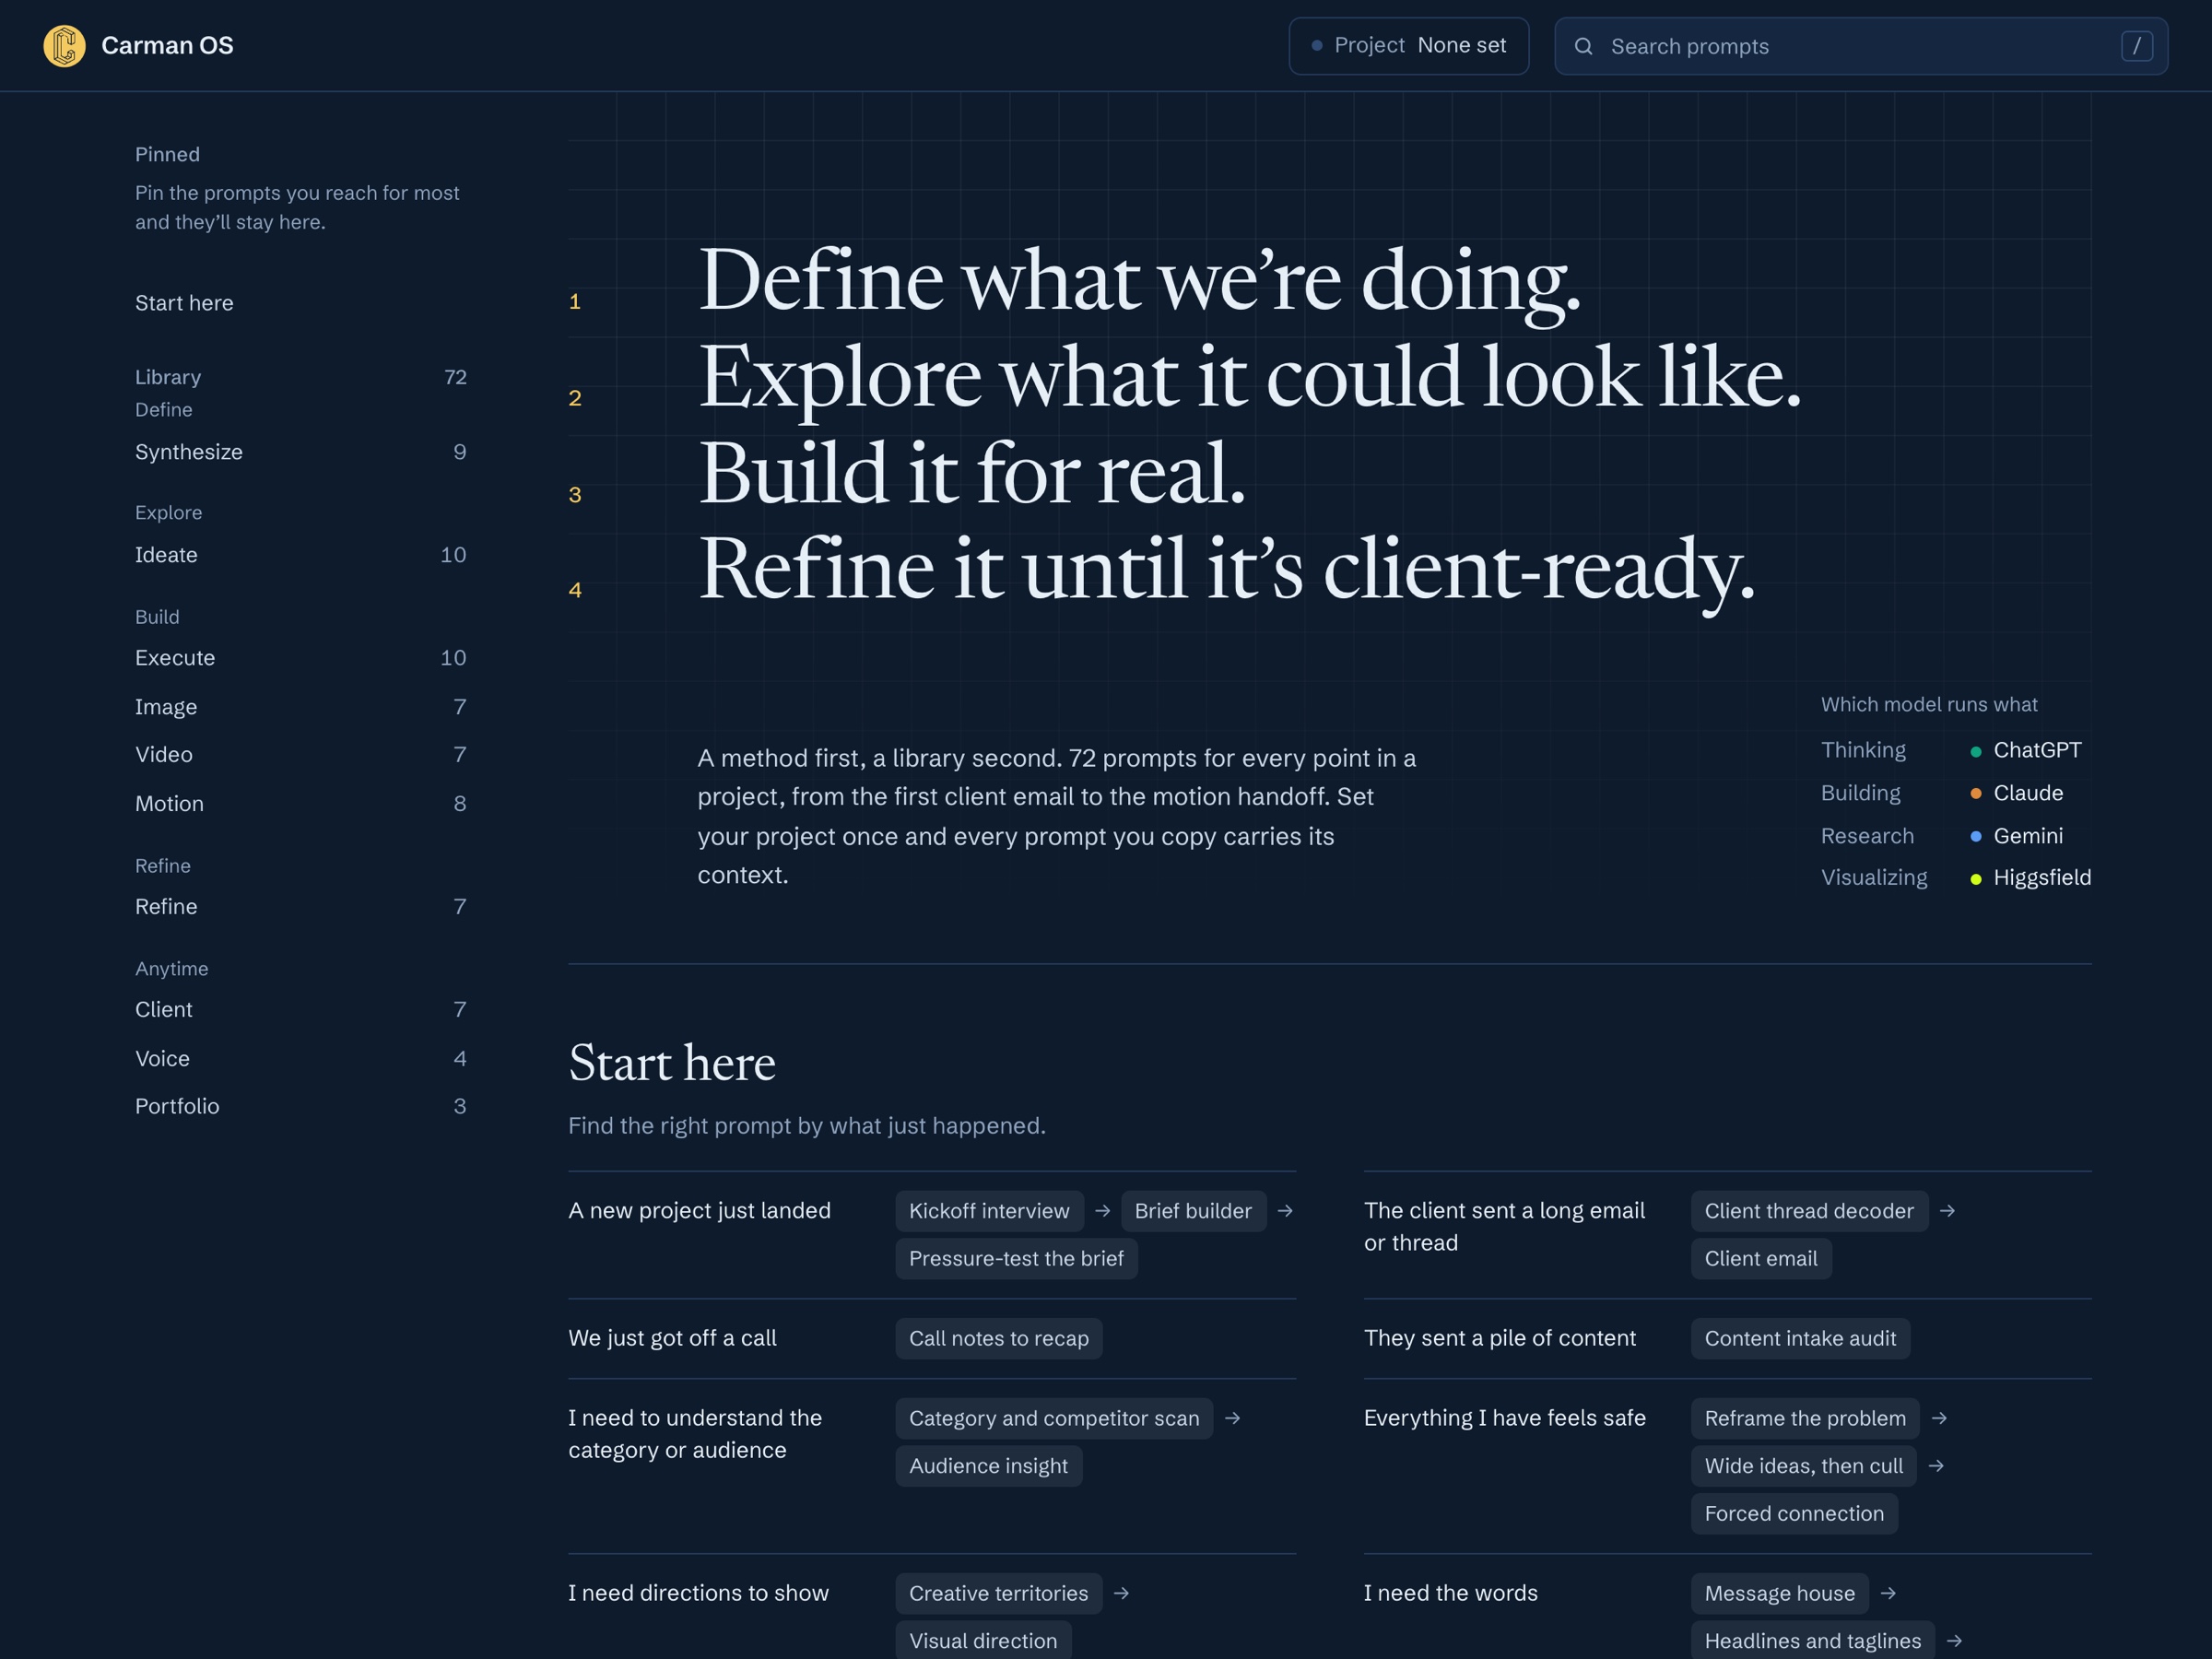 Carman OS
Project None set
Search prompts
/
Pinned
Pin the prompts you reach for most
and they’ll stay here.
Start here
Library 72
Define
Synthesize 9
Explore
Ideate 10
Build
Execute 10
Image 7
Video 7
Motion 8
Refine
Refine 7
Anytime
Client 7
Voice 4
Portfolio 3
1 Define what we’re doing.
2 Explore what it could look like.
3 Build it for real.
4 Refine it until it’s client-ready.
A method first, a library second. 72 prompts for every point in a
project, from the first client email to the motion handoff. Set
your project once and every prompt you copy carries its
context.
Which model runs what
Thinking ChatGPT
Building Claude
Research Gemini
Visualizing Higgsfield
Start here
Find the right prompt by what just happened.
A new project just landed
Kickoff interview → Brief builder →
Pressure-test the brief
The client sent a long email
or thread
Client thread decoder →
Client email
We just got off a call
Call notes to recap
They sent a pile of content
Content intake audit
I need to understand the
category or audience
Category and competitor scan →
Audience insight
Everything I have feels safe
Reframe the problem →
Wide ideas, then cull →
Forced connection
I need directions to show
Creative territories →
Visual direction
I need the words
Message house →
Headlines and taglines →